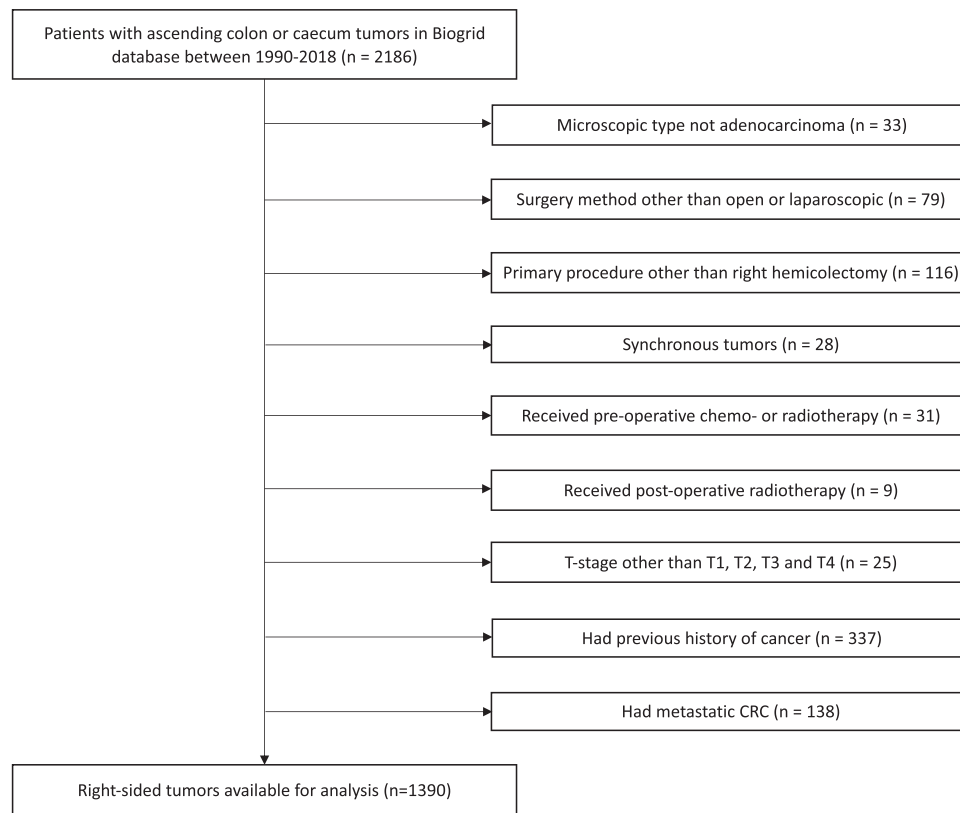 Patients with ascending colon or caecum tumors in Biogrid
database between 1990-2018 (n = 2186)
Microscopic type not adenocarcinoma (n = 33)
Surgery method other than open or laparoscopic (n = 79)
Primary procedure other than right hemicolectomy (n = 116)
Synchronous tumors (n = 28)
Received pre-operative chemo- or radiotherapy (n = 31)
Received post-operative radiotherapy (n = 9)
T-stage other than T1, T2, T3 and T4 (n = 25)
Had previous history of cancer (n = 337)
Had metastatic CRC (n = 138)
Right-sided tumors available for analysis (n=1390)